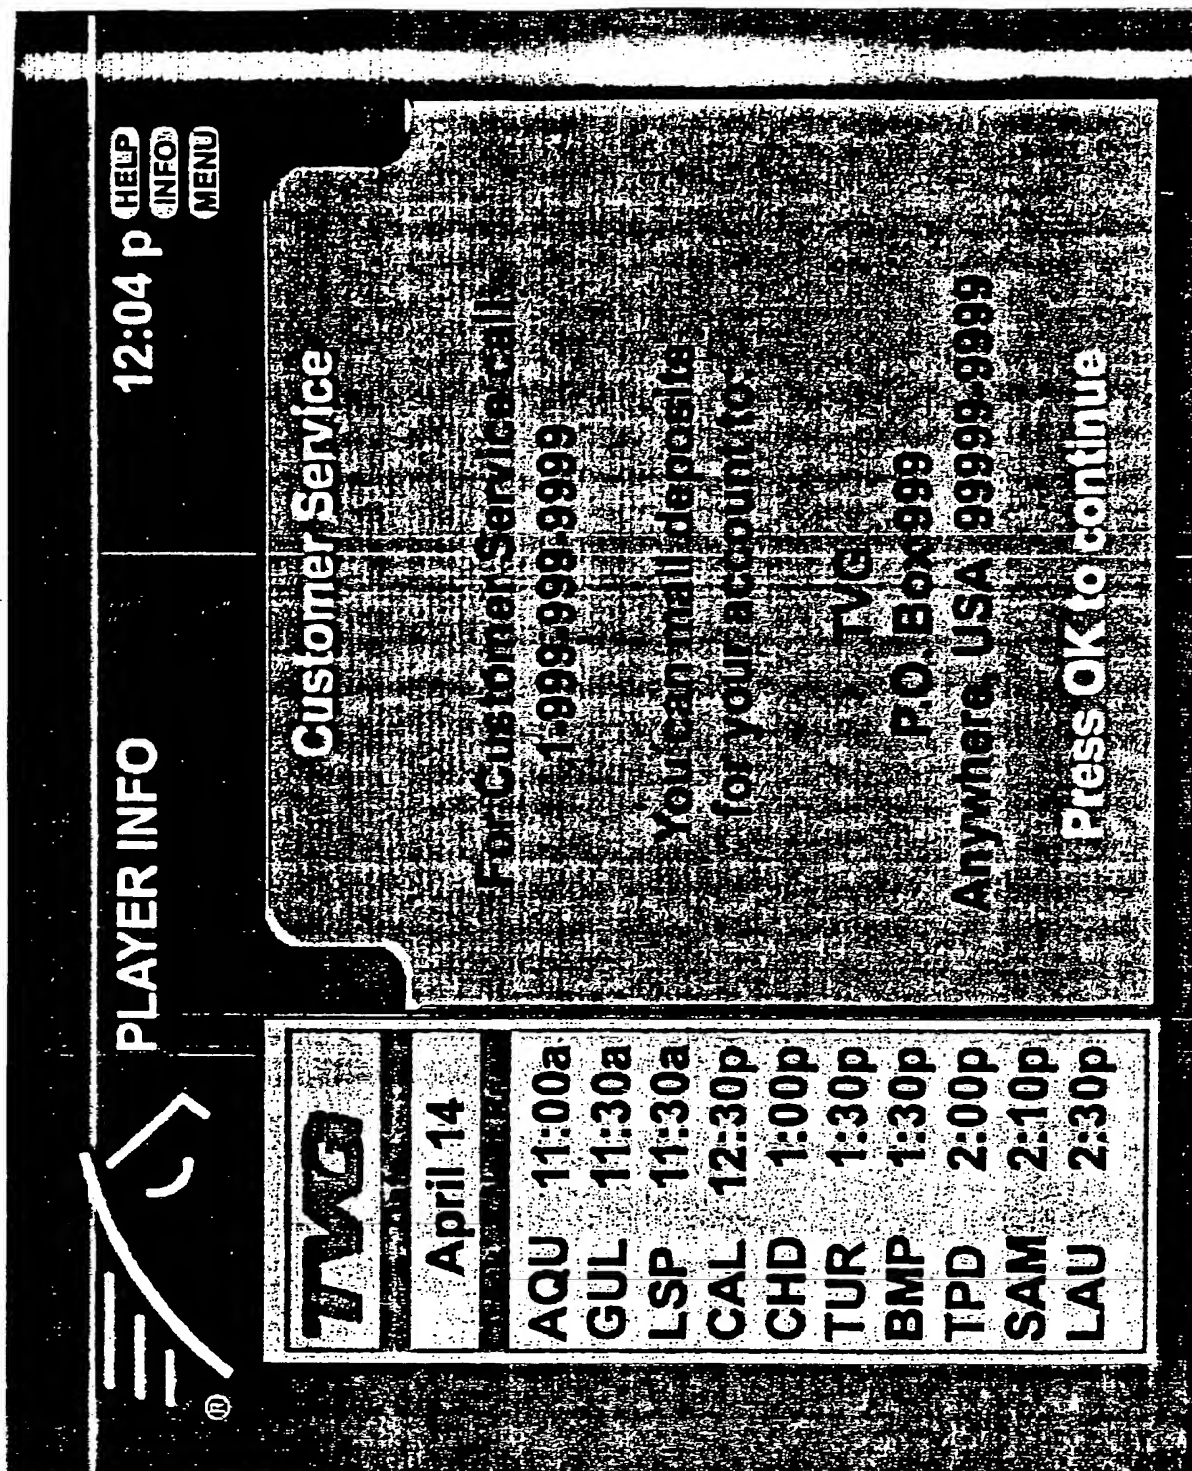 PLAYER INFO
12:04 p
HELP
INFO
MENU
®
TVG
April 14
AQU 11:00a
GUL 11:30a
LSP 11:30a
CAL 12:30p
CHD 1:00p
TUR 1:30p
BMP 1:30p
TPD 2:00p
SAM 2:10p
LAU 2:30p
Customer Service
For Customer Service call
1-999-999-9999
You can mail deposits
for your account to:
TVG
P.O. Box 999
Anywhere, USA 99999-9999
Press OK to continue